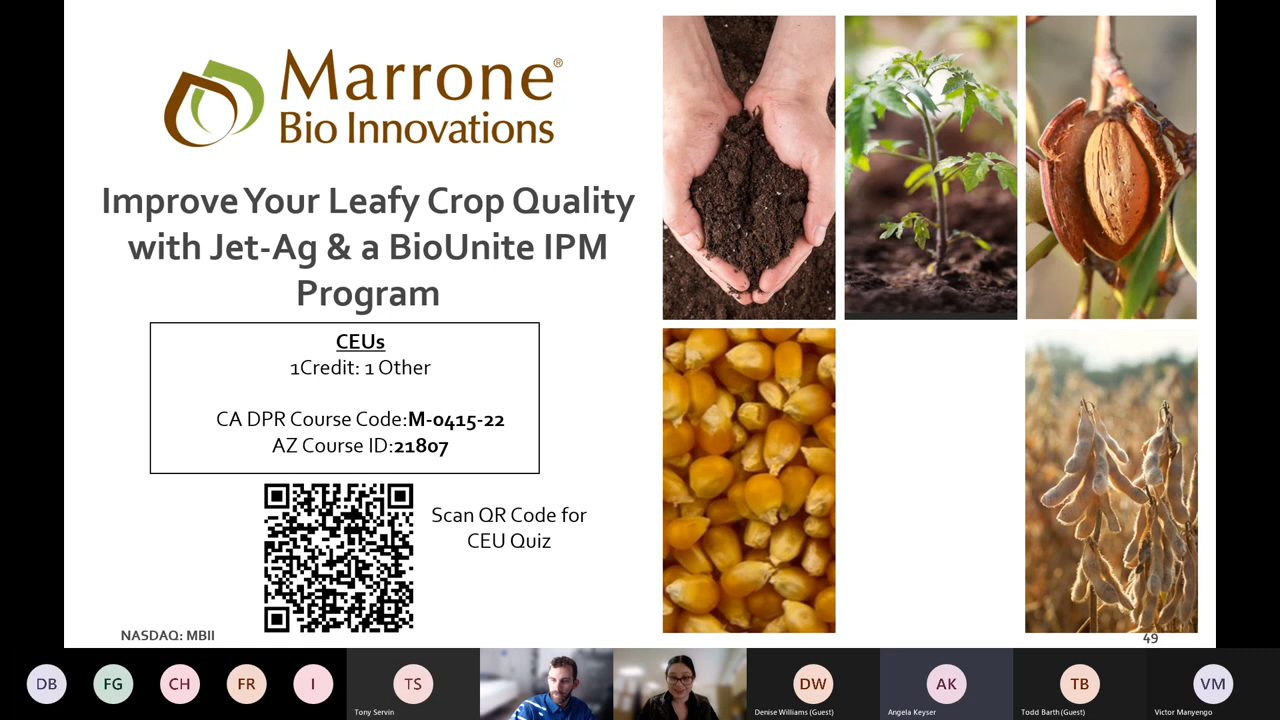 Marrone®
Bio Innovations
Improve Your Leafy Crop Quality
with Jet-Ag & a BioUnite IPM
Program
CEUs
1Credit: 1 Other
CA DPR Course Code:M-0415-22
AZ Course ID:21807
Scan QR Code for
CEU Quiz
NASDAQ: MBII
49
DB
FG
CH
FR
I
TS
Tony Servin
DW
Denise Williams (Guest)
AK
Angela Keyser
TB
Todd Barth (Guest)
VM
Victor Manyengo